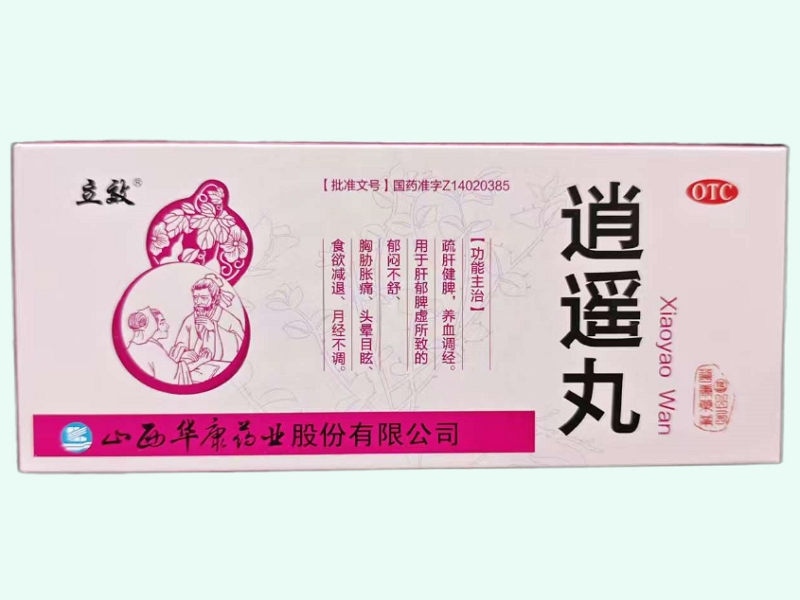 立效®
【批准文号】国药准字Z14020385
OTC
逍遥丸
Xiaoyao Wan
【功能主治】
疏肝健脾，养血调经。
用于肝郁脾虚所致的
郁闷不舒、
胸胁胀痛、头晕目眩、
食欲减退、月经不调。
山西华康药业股份有限公司